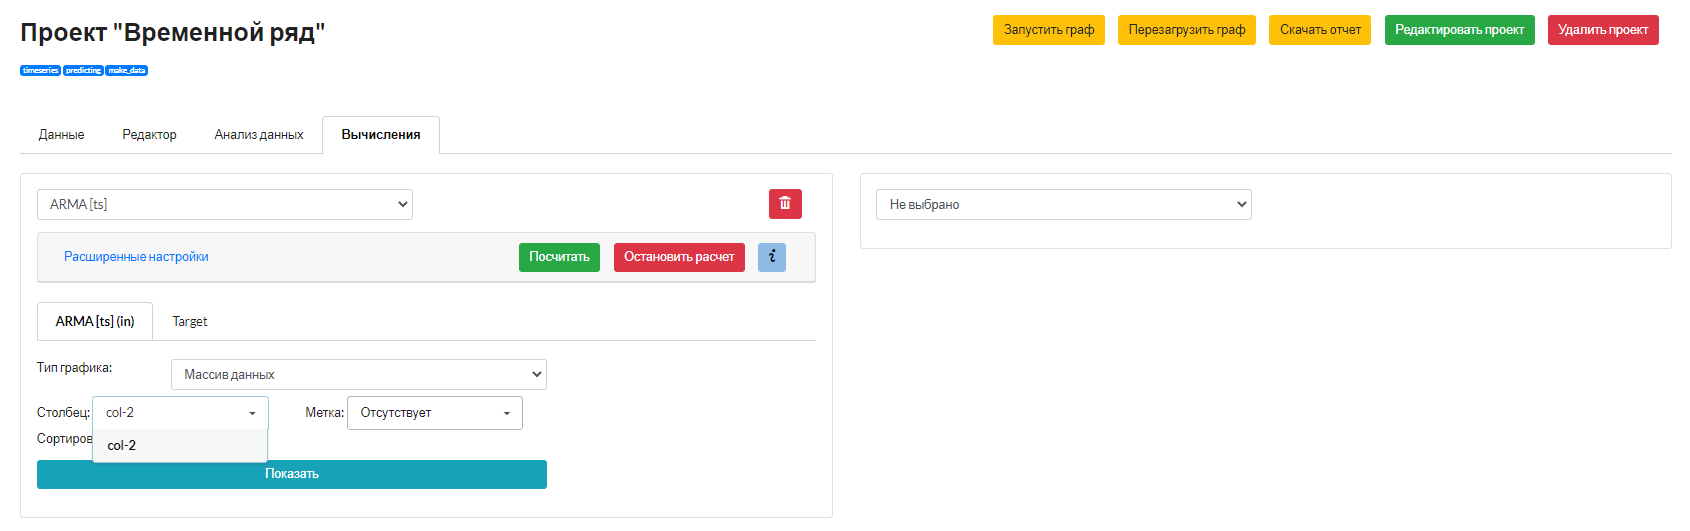 Проект "Временной ряд"
Запустить граф
Перезагрузить граф
Скачать отчет
Редактировать проект
Удалить проект
timeseries predicting make_data
Данные
Редактор
Анализ данных
Вычисления
ARMA [ts]
Не выбрано
Расширенные настройки
Посчитать
Остановить расчет
i
ARMA [ts] (in)
Target
Тип графика:
Массив данных
Столбец:
col-2
Метка:
Отсутствует
Сортиров
col-2
Показать